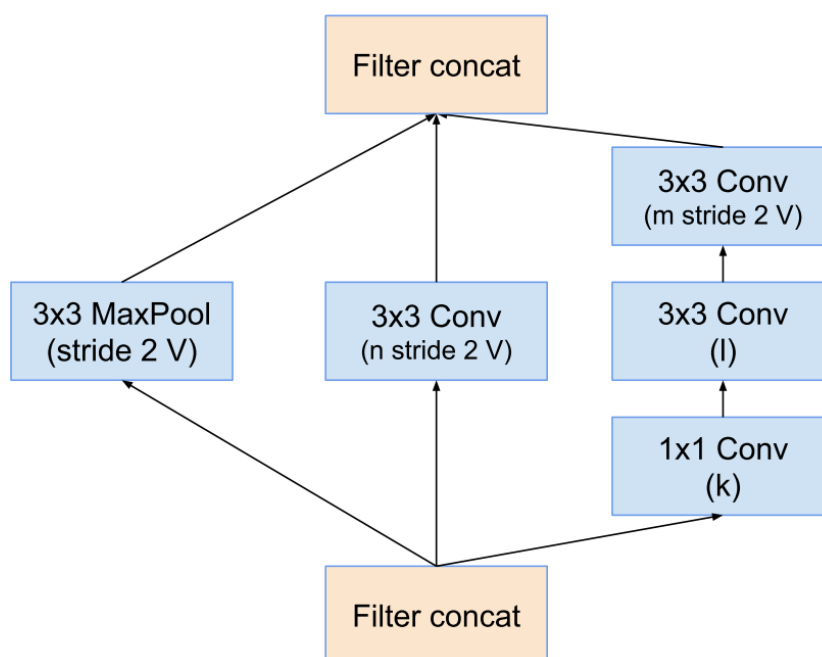 Filter concat
3x3 Conv
(m stride 2 V)
3x3 MaxPool
(stride 2 V)
3x3 Conv
(n stride 2 V)
3x3 Conv
(l)
1x1 Conv
(k)
Filter concat